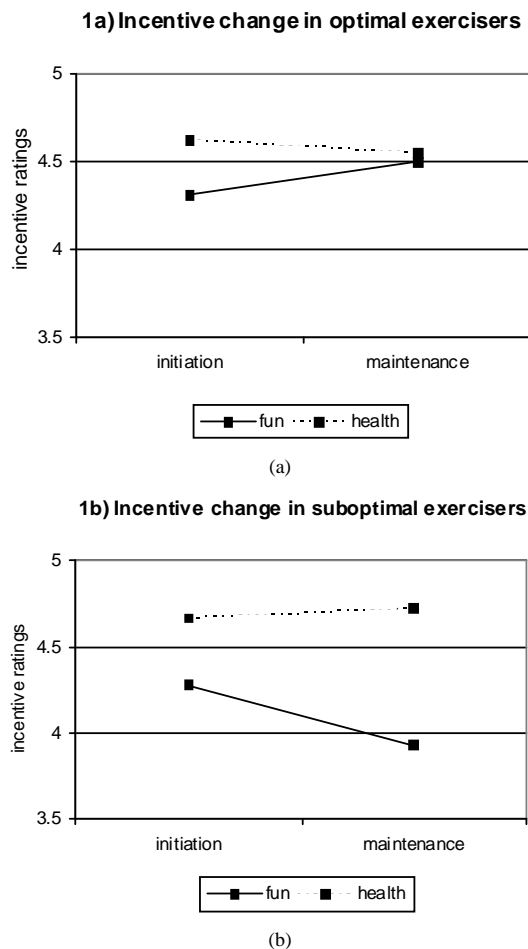 1a) Incentive change in optimal exercisers
5
4.5
4
3.5
incentive ratings
initiation maintenance
fun health
(a)
1b) Incentive change in suboptimal exercisers
5
4.5
4
3.5
incentive ratings
initiation maintenance
fun health
(b)